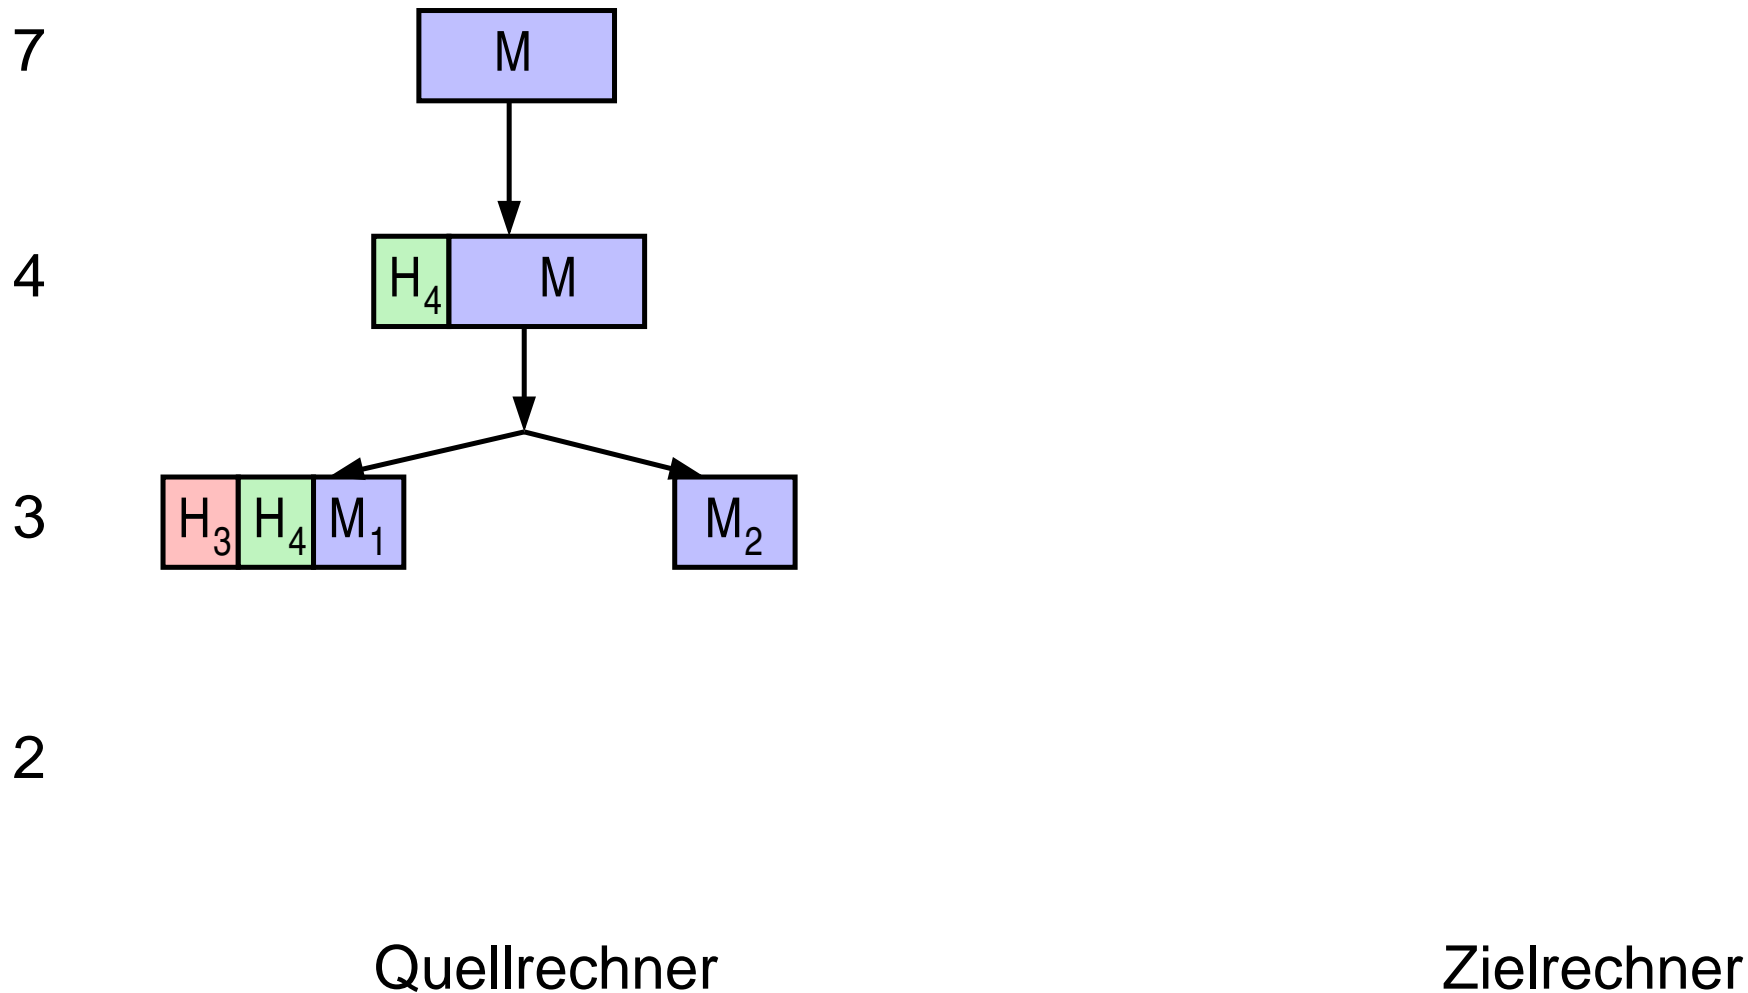 7 M
4 H4 M
3 H3 H4 M1 M2
2
Quellrechner Zielrechner